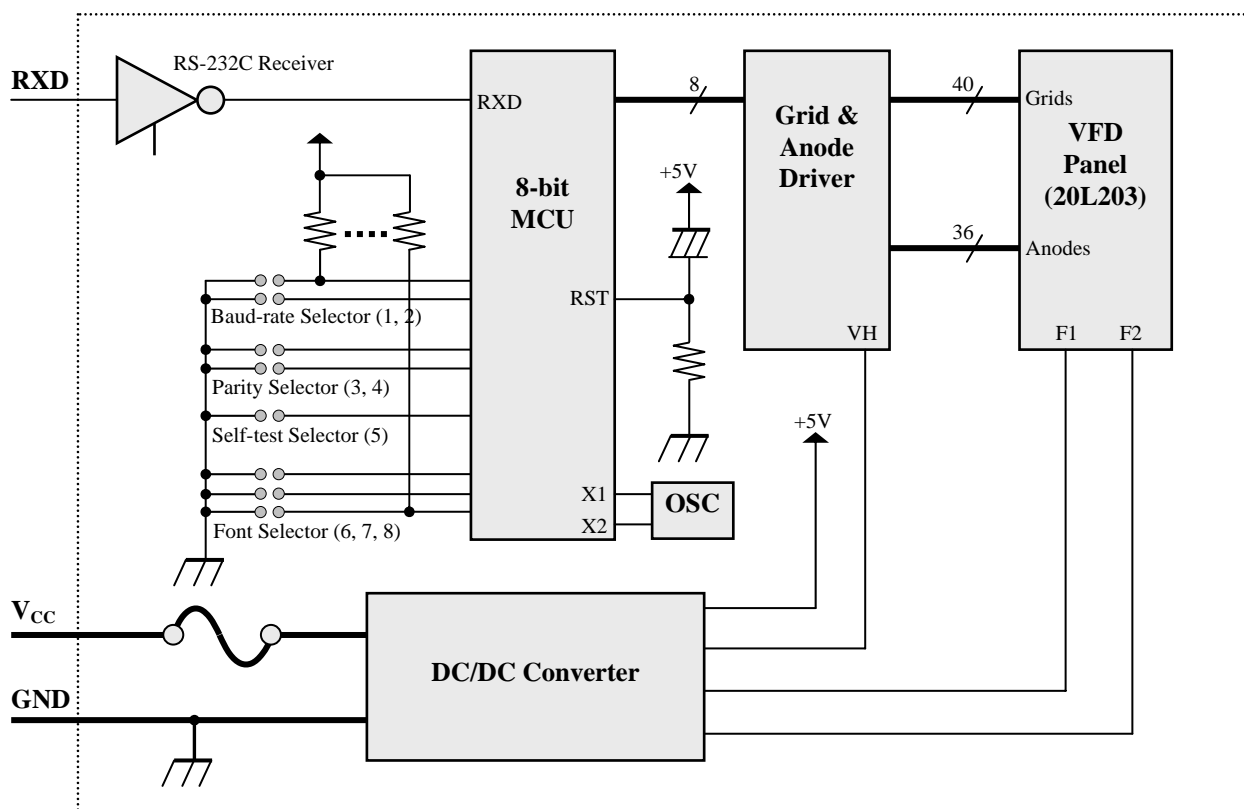 RXD
RS-232C Receiver
RXD
8-bit
MCU
RST
X1
X2
8
Grid &
Anode
Driver
VH
40
36
Grids
VFD
Panel
(20L203)
Anodes
F1
F2
+5V
Baud-rate Selector (1, 2)
Parity Selector (3, 4)
Self-test Selector (5)
Font Selector (6, 7, 8)
OSC
+5V
VCC
GND
DC/DC Converter